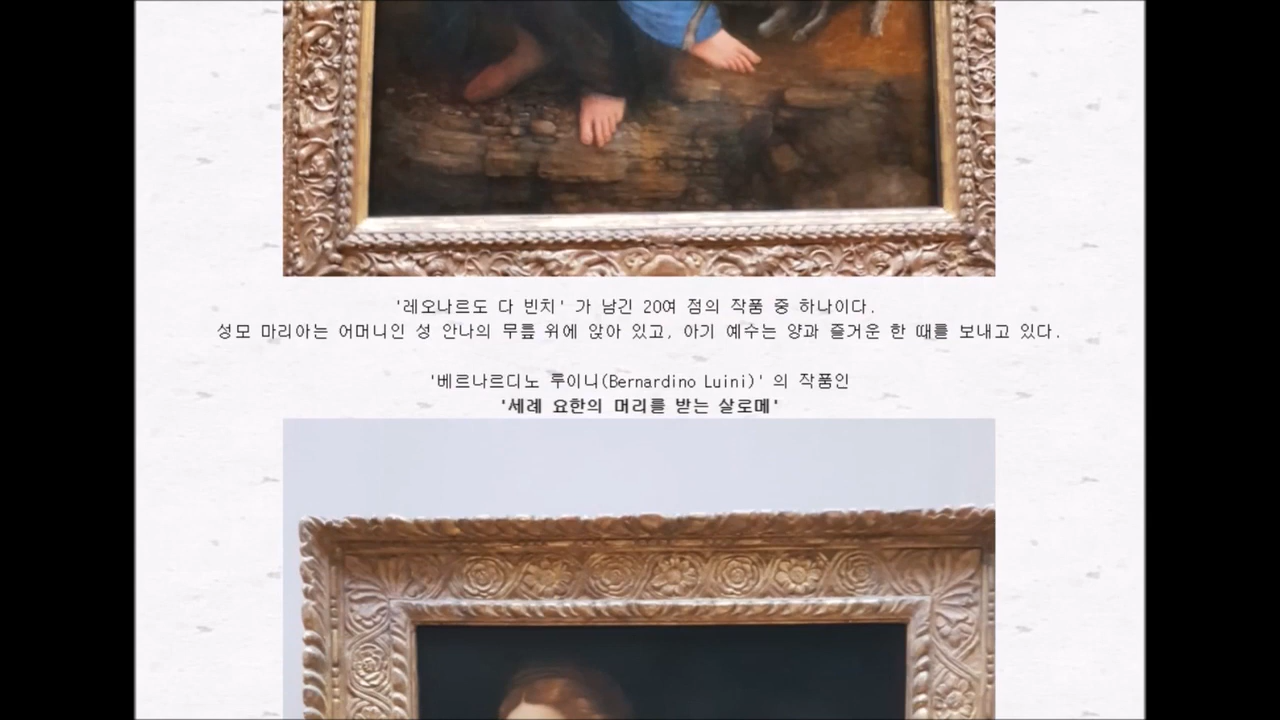 '레오나르도 다 빈치' 가 남긴 20여 점의 작품 중 하나이다.
성모 마리아는 어머니인 성 안나의 무릎 위에 앉아 있고, 아기 예수는 양과 즐거운 한 때를 보내고 있다.
'베르나르디노 루이니(Bernardino Luini)' 의 작품인
'세례 요한의 머리를 받는 살로메'